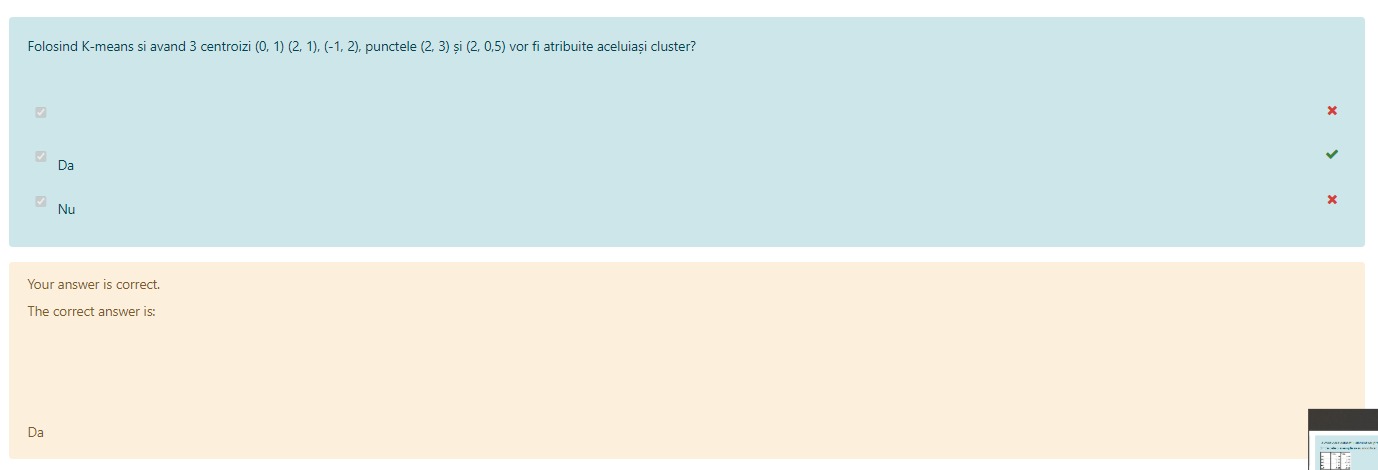 Folosind K-means si avand 3 centroizi (0, 1) (2, 1), (-1, 2), punctele (2, 3) și (2, 0,5) vor fi atribuite aceluiași cluster?
Da
Nu
Your answer is correct.
The correct answer is:
Da